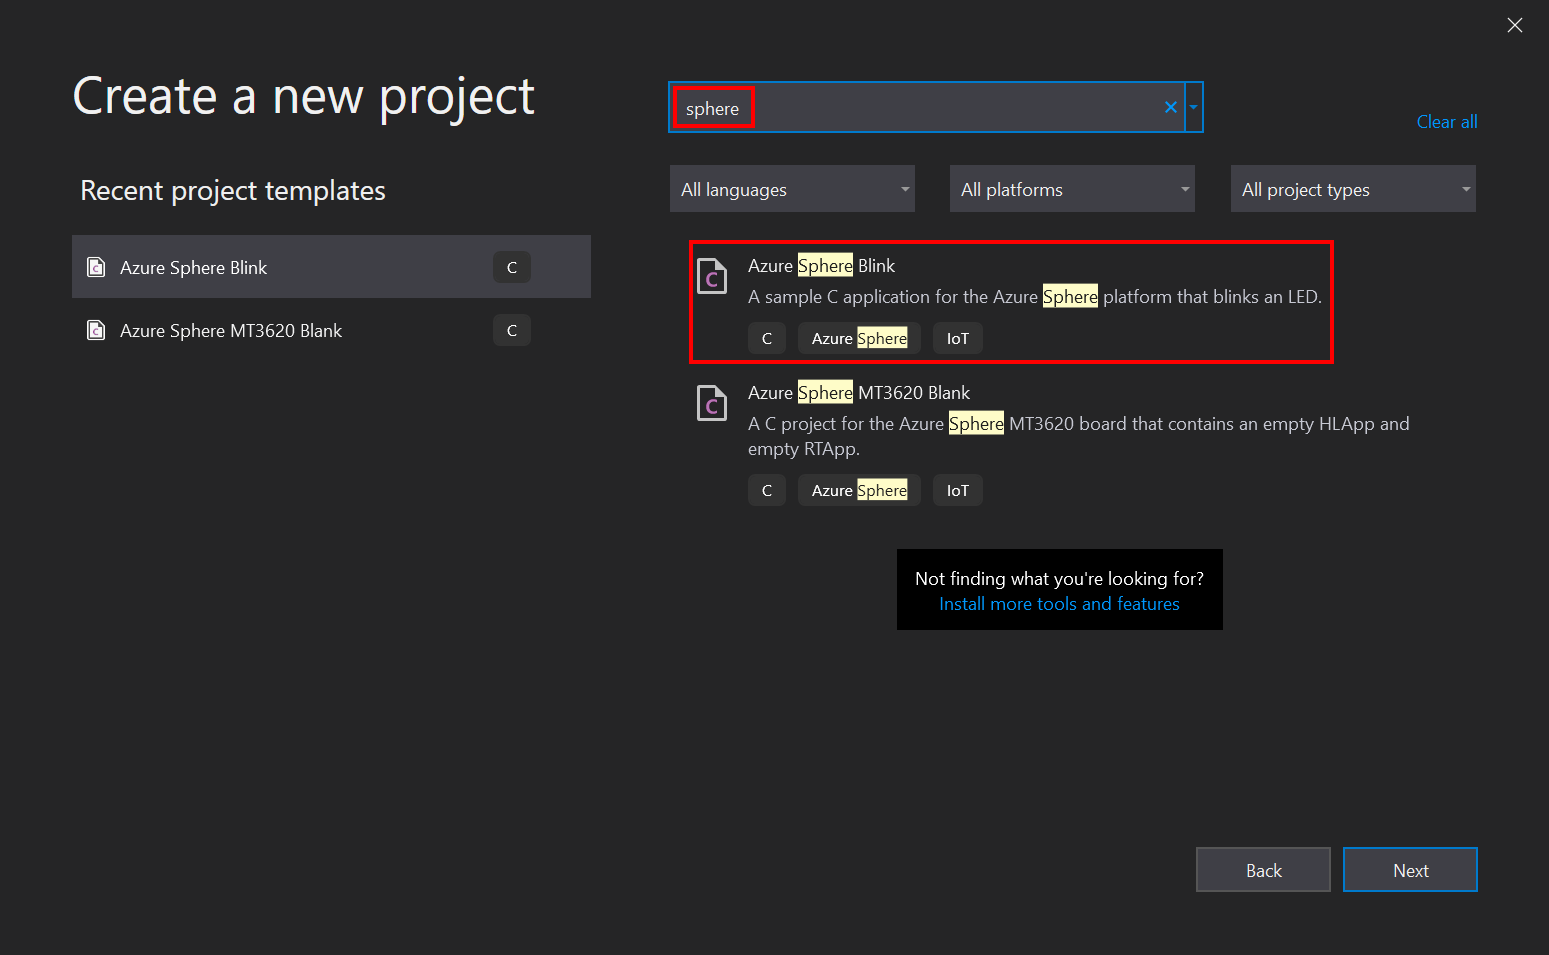 Create a new project
sphere
Clear all
Recent project templates
All languages
All platforms
All project types
Azure Sphere Blink
C
Azure Sphere MT3620 Blank
C
C
Azure Sphere Blink
A sample C application for the Azure Sphere platform that blinks an LED.
C
Azure Sphere
IoT
C
Azure Sphere MT3620 Blank
A C project for the Azure Sphere MT3620 board that contains an empty HLApp and
empty RTApp.
C
Azure Sphere
IoT
Not finding what you're looking for?
Install more tools and features
Back
Next